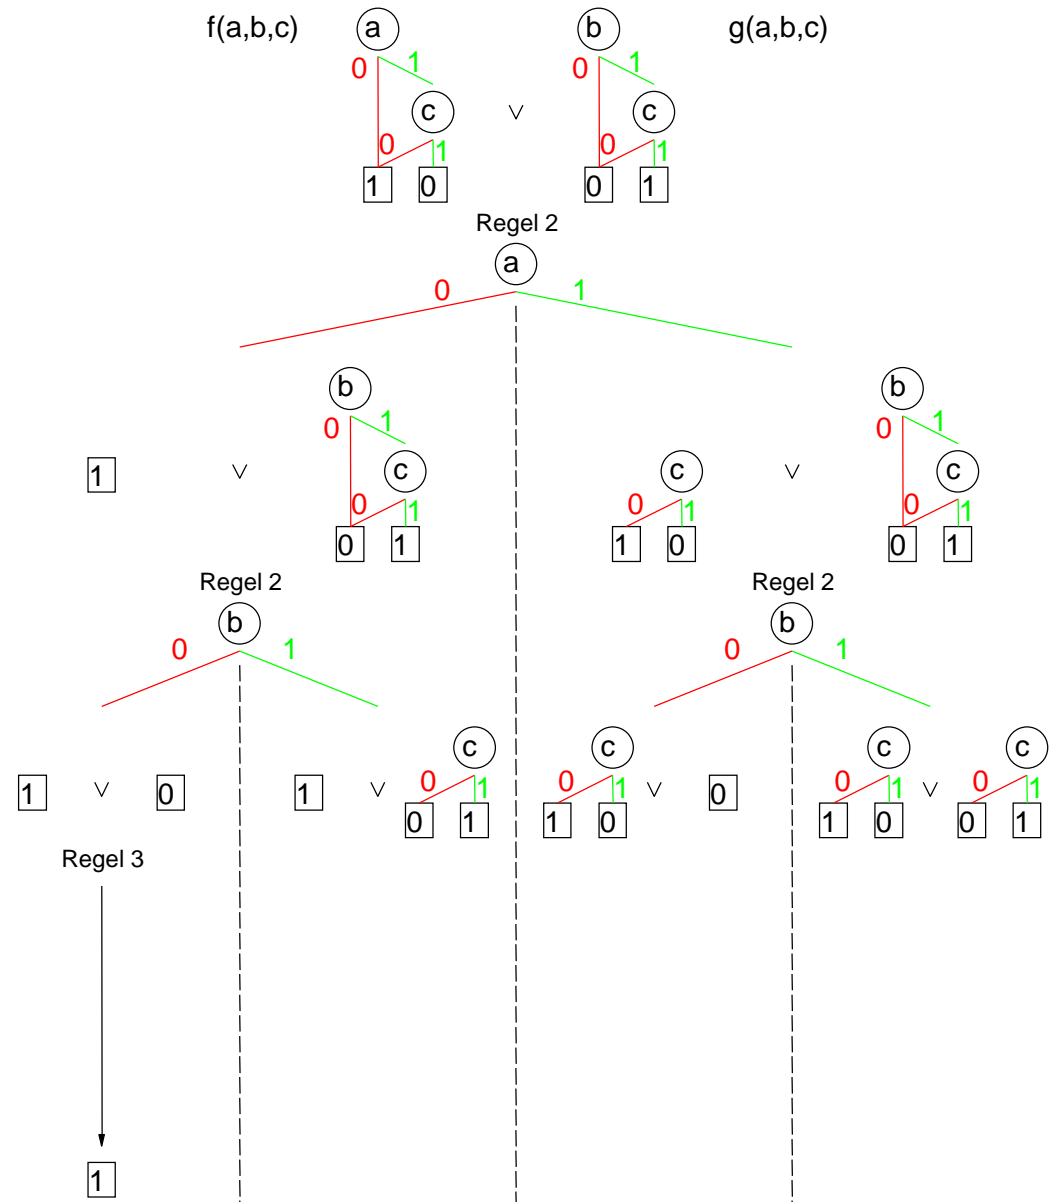 f(a,b,c) a b g(a,b,c)
0 1 0 1
c ∨ c
0 1 0 1
1 0 0 1
Regel 2
a
0 1
b b
0 1 0 1
1 ∨ c c ∨ c
0 1 0 1 0 1
0 1 1 0 0 1
Regel 2 Regel 2
b b
0 1 0 1
c c c c
0 1 0 1 0 1 0 1
1 ∨ 0 1 ∨ ∨ 0 ∨
0 1 1 0 1 0 0 1
Regel 3
1